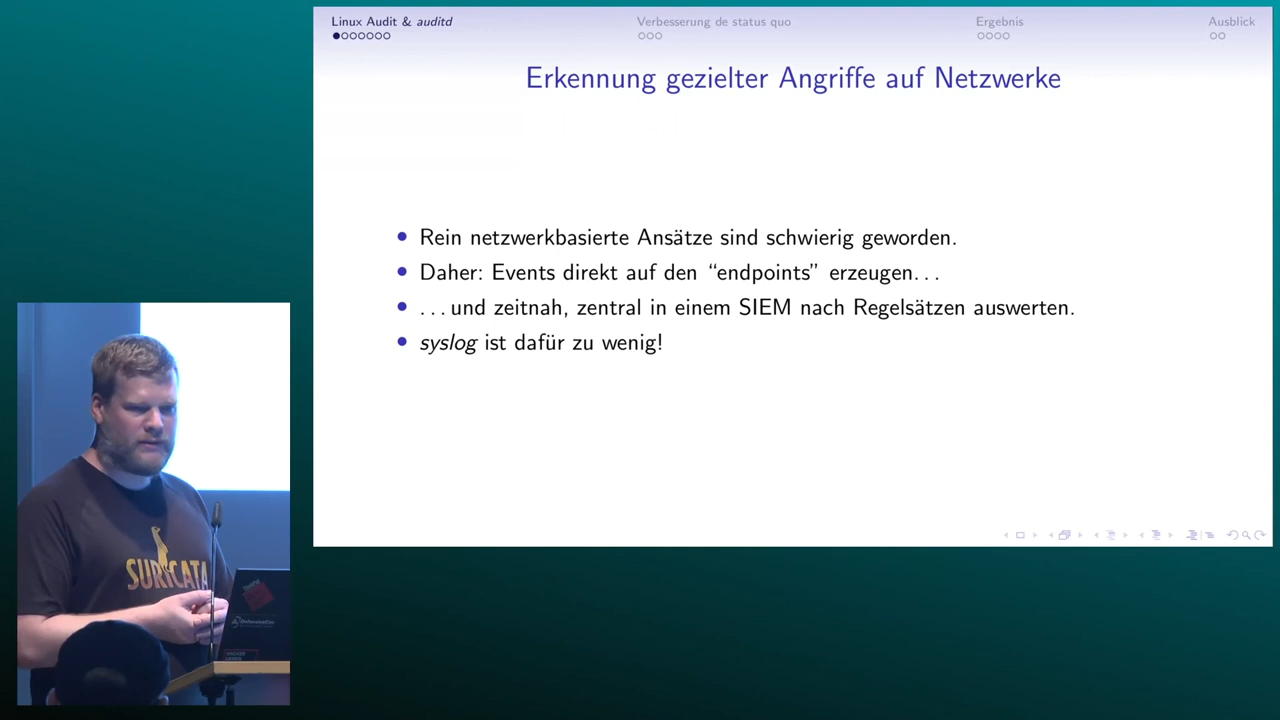 Linux Audit & auditd
Verbesserung de status quo
Ergebnis
Ausblick
Erkennung gezielter Angriffe auf Netzwerke
• Rein netzwerkbasierte Ansätze sind schwierig geworden.
• Daher: Events direkt auf den “endpoints” erzeugen. . .
• . . . und zeitnah, zentral in einem SIEM nach Regelsätzen auswerten.
• syslog ist dafür zu wenig!
SURICATA